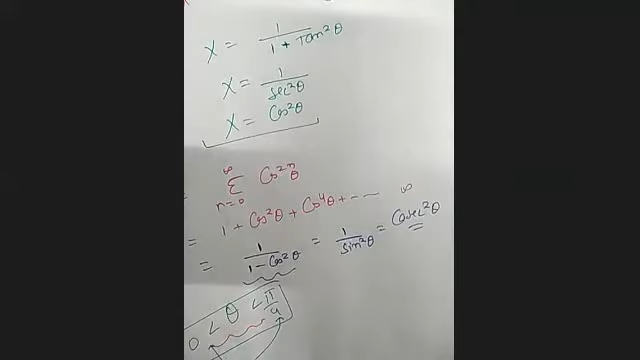 x = 1/(1 + Tan²θ)
x = 1/sec²θ
x = Cos²θ
= ∞ Σ n=0 Cos²ⁿθ
= 1 + Cos²θ + Cos⁴θ + --- ∞
= 1/(1 - Cos²θ) = 1/sin²θ = Cosec²θ
0 < θ < π/4